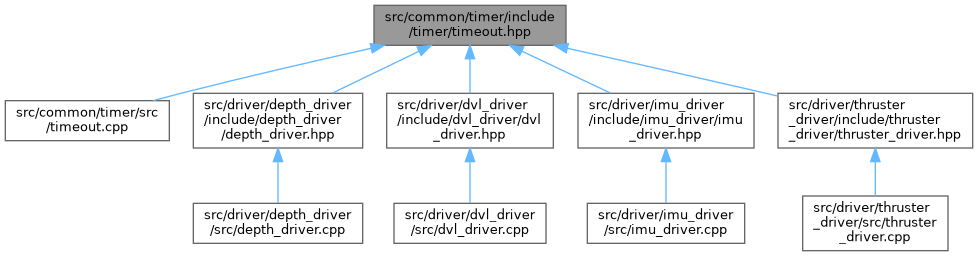 src/common/timer/include
/timer/timeout.hpp
src/common/timer/src
/timeout.cpp
src/driver/depth_driver
/include/depth_driver
/depth_driver.hpp
src/driver/dvl_driver
/include/dvl_driver/dvl
_driver.hpp
src/driver/imu_driver
/include/imu_driver/imu
_driver.hpp
src/driver/thruster
_driver/include/thruster
_driver/thruster_driver.hpp
src/driver/depth_driver
/src/depth_driver.cpp
src/driver/dvl_driver
/src/dvl_driver.cpp
src/driver/imu_driver
/src/imu_driver.cpp
src/driver/thruster
_driver/src/thruster
_driver.cpp